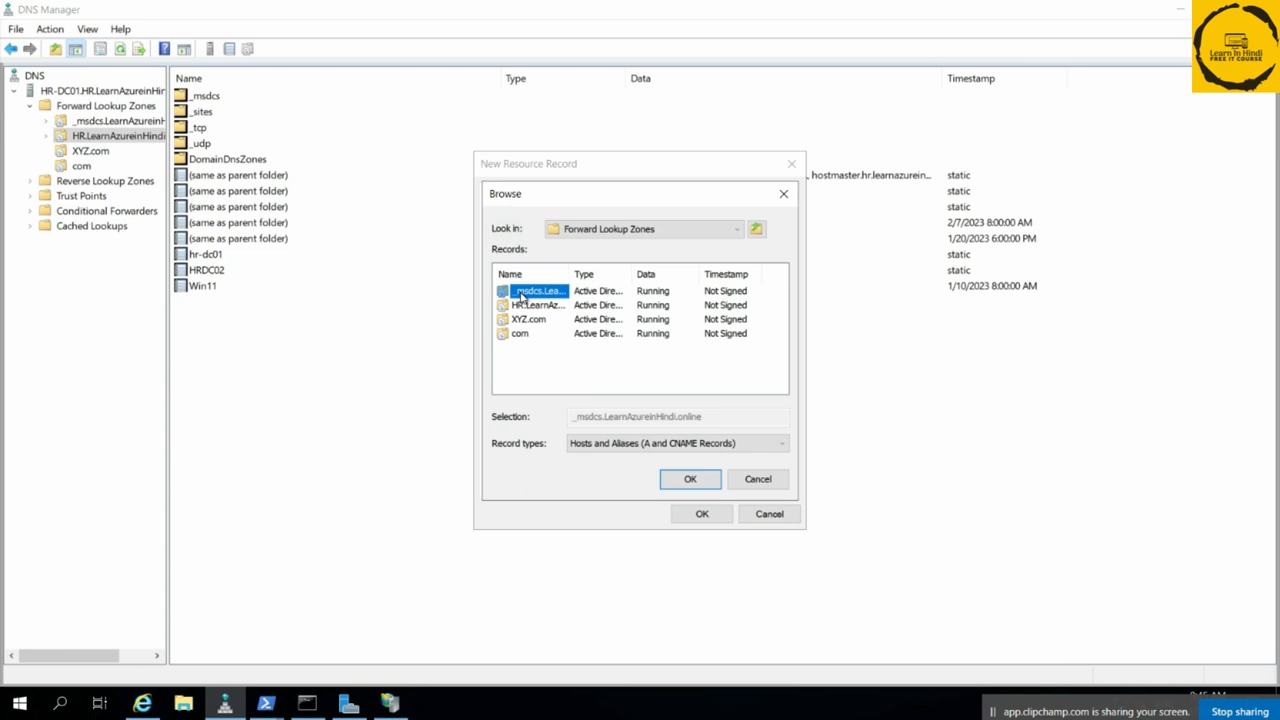 DNS Manager
File Action View Help
Learn In Hindi
FREE IT COURSE
DNS
HR-DC01.HR.LearnAzureinHir
Forward Lookup Zones
_msdcs.LearnAzureinH
HR.LearnAzureinHindi
XYZ.com
com
Reverse Lookup Zones
Trust Points
Conditional Forwarders
Cached Lookups
Name Type Data Timestamp
_msdcs
_sites
_tcp
_udp
DomainDnsZones
(same as parent folder) , hostmaster.hr.learnazurein... static
(same as parent folder) static
(same as parent folder) static
(same as parent folder) 2/7/2023 8:00:00 AM
(same as parent folder) 1/20/2023 6:00:00 PM
hr-dc01 static
HRDC02 static
Win11 1/10/2023 8:00:00 AM
New Resource Record
Browse
Look in: Forward Lookup Zones
Records:
Name Type Data Timestamp
_msdcs.Lea... Active Dire... Running Not Signed
HR.LearnAz... Active Dire... Running Not Signed
XYZ.com Active Dire... Running Not Signed
com Active Dire... Running Not Signed
Selection: _msdcs.LearnAzureinHindi.online
Record types: Hosts and Aliases (A and CNAME Records)
OK Cancel
OK Cancel
app.clipchamp.com is sharing your screen. Stop sharing